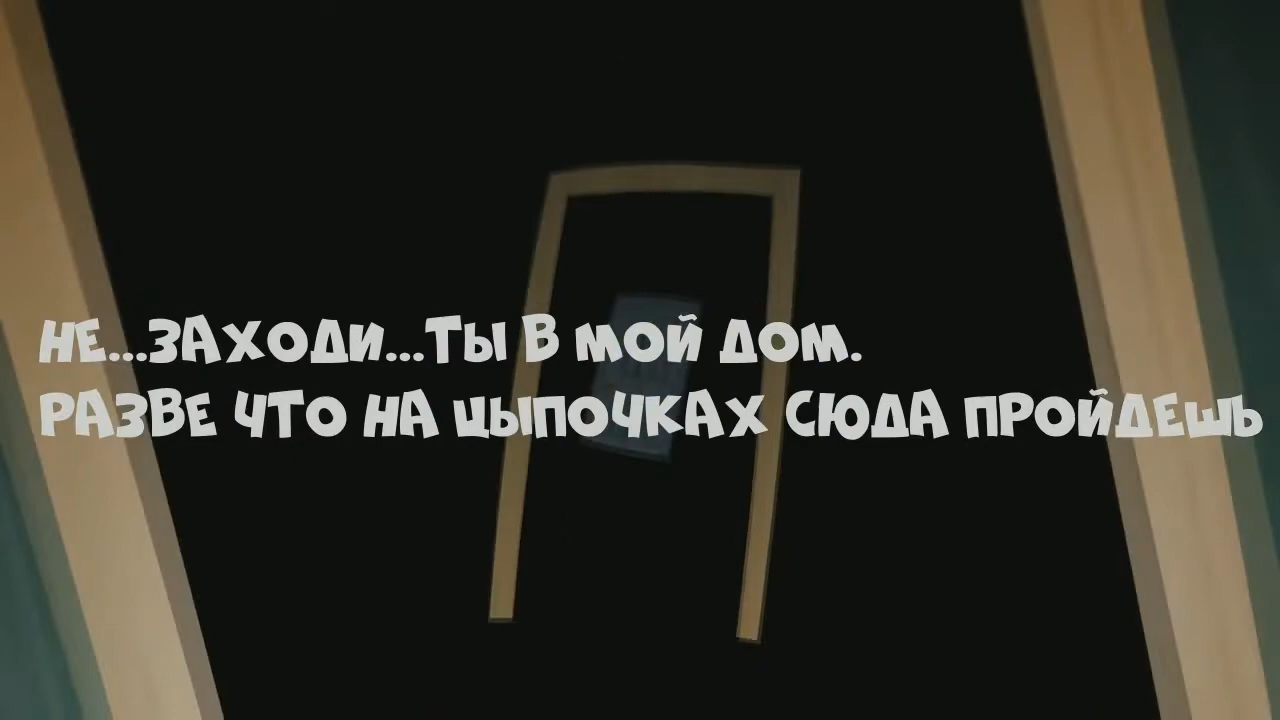 НЕ...ЗАХОДИ...ТЫ В МОЙ ДОМ.
РАЗВЕ ЧТО НА ЦЫПОЧКАХ СЮДА ПРОЙДЕШЬ